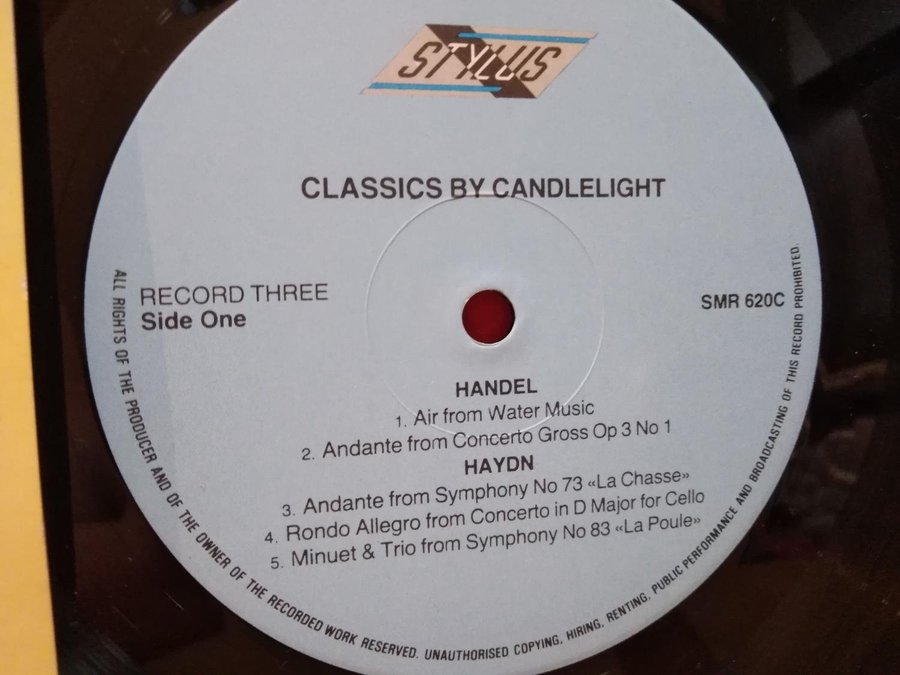 STYLUS
CLASSICS BY CANDLELIGHT
RECORD THREE
Side One
SMR 620C
HANDEL
1. Air from Water Music
2. Andante from Concerto Gross Op 3 No 1
HAYDN
3. Andante from Symphony No 73 «La Chasse»
4. Rondo Allegro from Concerto in D Major for Cello
5. Minuet & Trio from Symphony No 83 «La Poule»
ALL RIGHTS OF THE PRODUCER AND OF THE OWNER OF THE RECORDED WORK RESERVED. UNAUTHORISED COPYING, HIRING, RENTING, PUBLIC PERFORMANCE AND BROADCASTING OF THIS RECORD PROHIBITED.